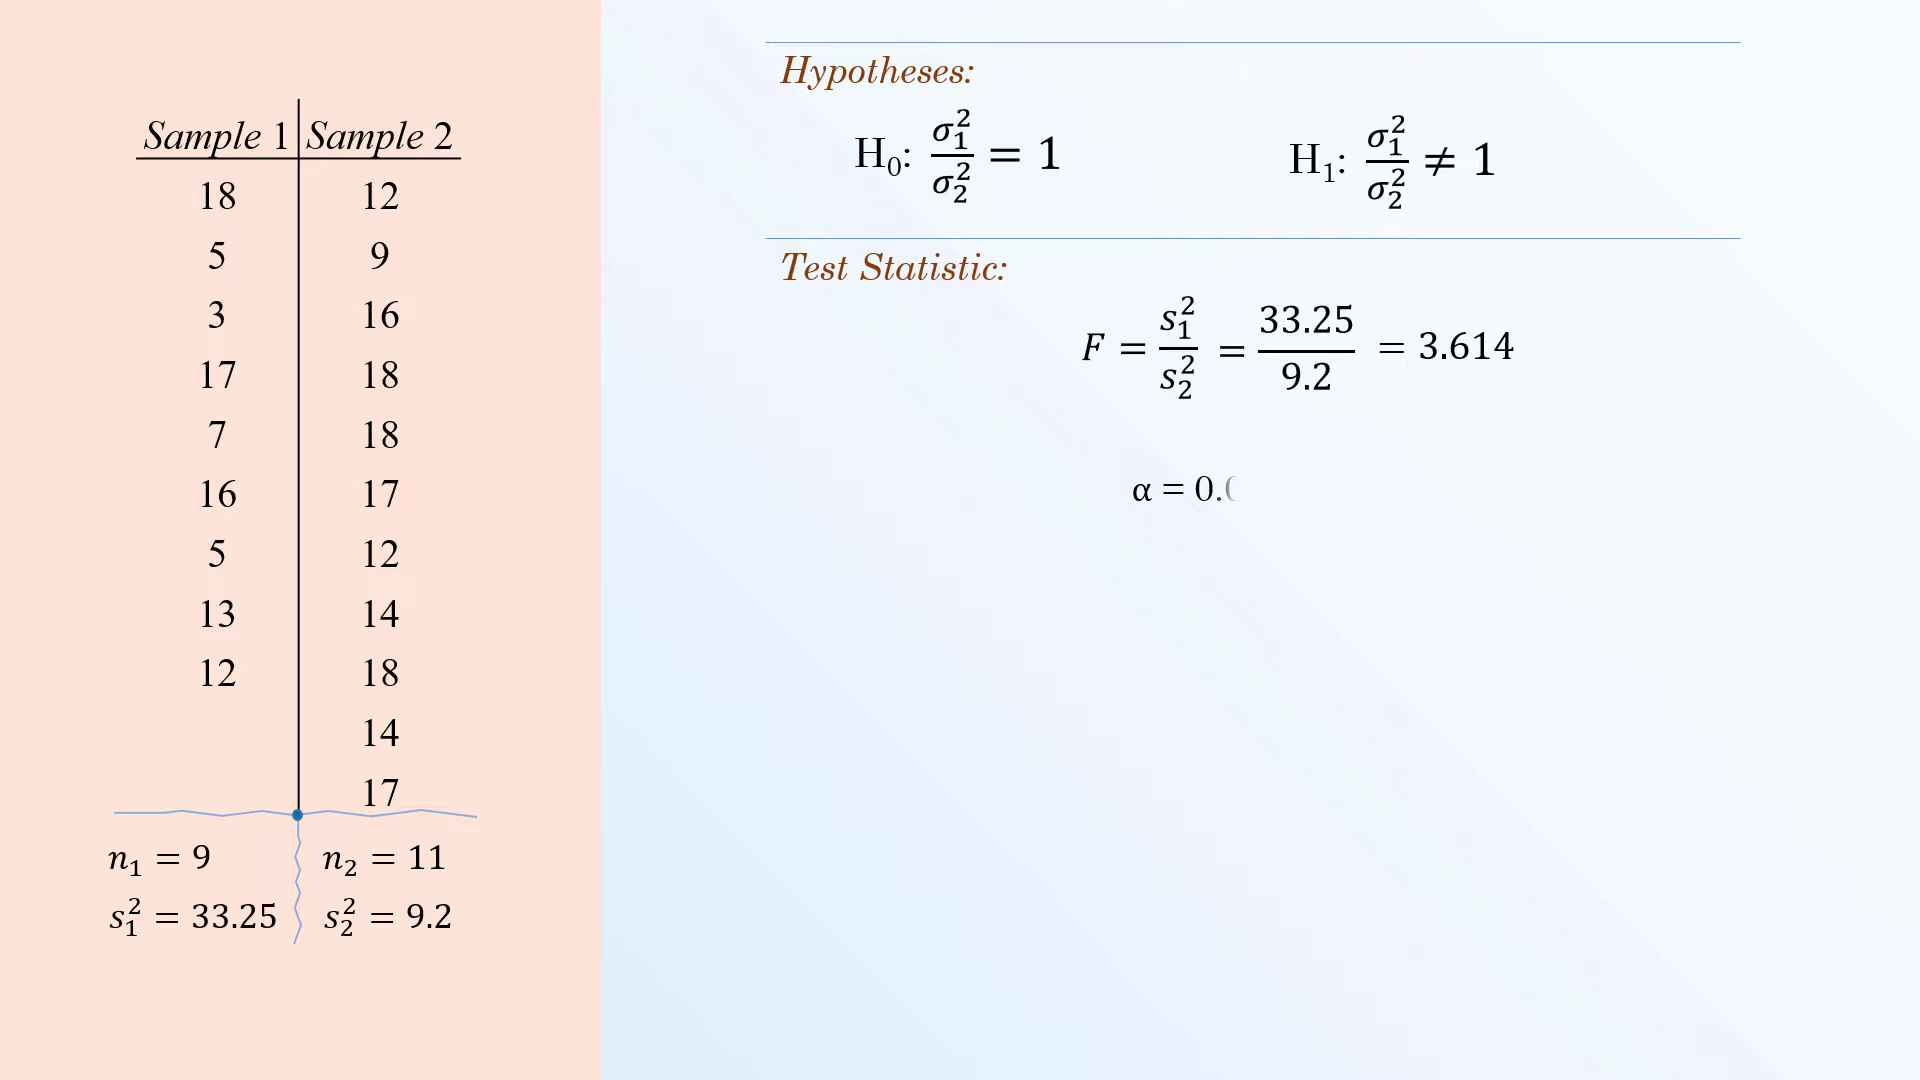 Sample 1 Sample 2
18 12
5 9
3 16
17 18
7 18
16 17
5 12
13 14
12 18
14
17
n₁ = 9 n₂ = 11
s₁² = 33.25 s₂² = 9.2
Hypotheses:
H₀: σ₁²/σ₂² = 1 H₁: σ₁²/σ₂² ≠ 1
Test Statistic:
F = s₁²/s₂² = 33.25/9.2 = 3.614
α = 0.